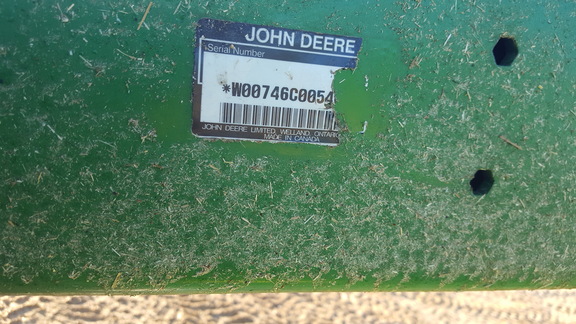 JOHN DEERE
Serial Number
*W00746C0054
JOHN DEERE LIMITED, WELLAND, ONTARIO
MADE IN CANADA